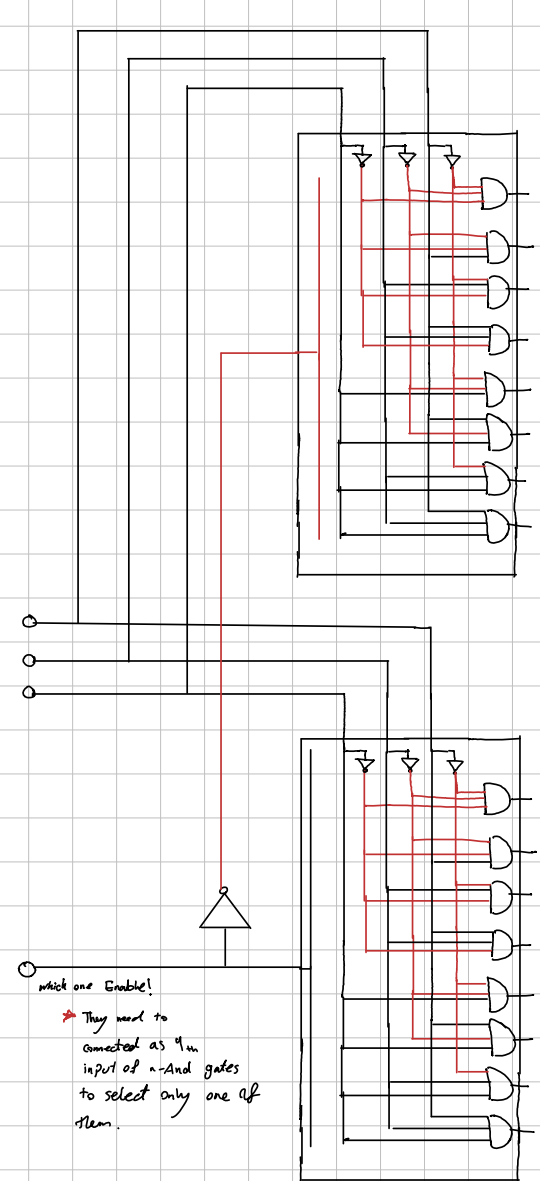 which one Enable!
* They need to
connected as 4th
input of n-And gates
to select only one of
them.